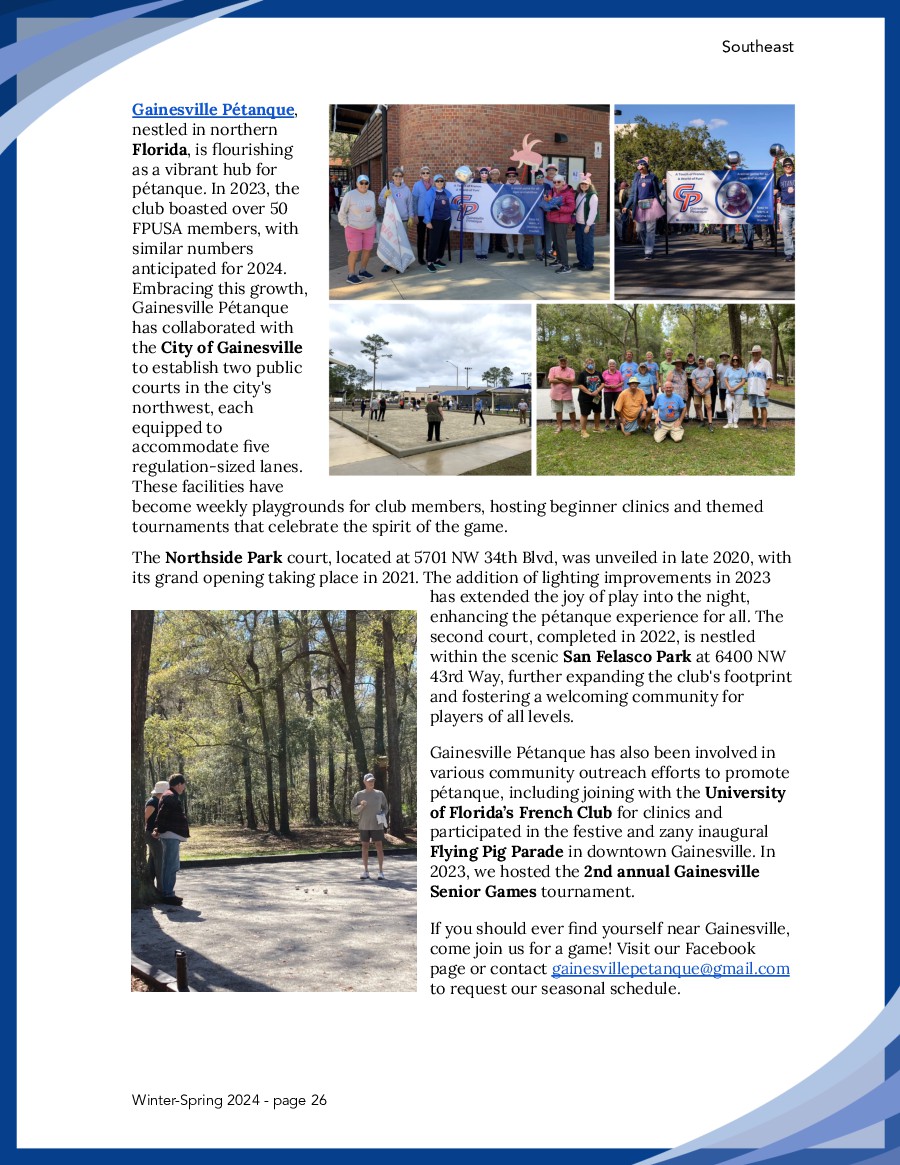 Southeast
Gainesville Pétanque,
nestled in northern
Florida, is flourishing
as a vibrant hub for
pétanque. In 2023, the
club boasted over 50
FPUSA members, with
similar numbers
anticipated for 2024.
Embracing this growth,
Gainesville Pétanque
has collaborated with
the City of Gainesville
to establish two public
courts in the city's
northwest, each
equipped to
accommodate five
regulation-sized lanes.
These facilities have
become weekly playgrounds for club members, hosting beginner clinics and themed
tournaments that celebrate the spirit of the game.
The Northside Park court, located at 5701 NW 34th Blvd, was unveiled in late 2020, with
its grand opening taking place in 2021. The addition of lighting improvements in 2023
has extended the joy of play into the night,
enhancing the pétanque experience for all. The
second court, completed in 2022, is nestled
within the scenic San Felasco Park at 6400 NW
43rd Way, further expanding the club's footprint
and fostering a welcoming community for
players of all levels.
Gainesville Pétanque has also been involved in
various community outreach efforts to promote
pétanque, including joining with the University
of Florida’s French Club for clinics and
participated in the festive and zany inaugural
Flying Pig Parade in downtown Gainesville. In
2023, we hosted the 2nd annual Gainesville
Senior Games tournament.
If you should ever find yourself near Gainesville,
come join us for a game! Visit our Facebook
page or contact gainesvillepetanque@gmail.com
to request our seasonal schedule.
Winter-Spring 2024 - page 26